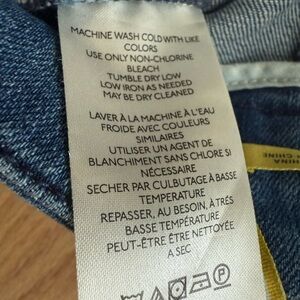 MACHINE WASH COLD WITH LIKE
COLORS
USE ONLY NON-CHLORINE
BLEACH
TUMBLE DRY LOW
LOW IRON AS NEEDED
MAY BE DRY CLEANED
LAVER À LA MACHINE À L'EAU
FROIDE AVEC COULEURS
SIMILAIRES
UTILISER UN AGENT DE
BLANCHIMENT SANS CHLORE SI
NÉCESSAIRE
SECHER PAR CULBUTAGE À BASSE
TEMPERATURE
REPASSER, AU BESOIN, À TRÈS
BASSE TEMPÉRATURE
PEUT-ÊTRE ÊTRE NETTOYÉE
A SEC
CHINA
CHINE